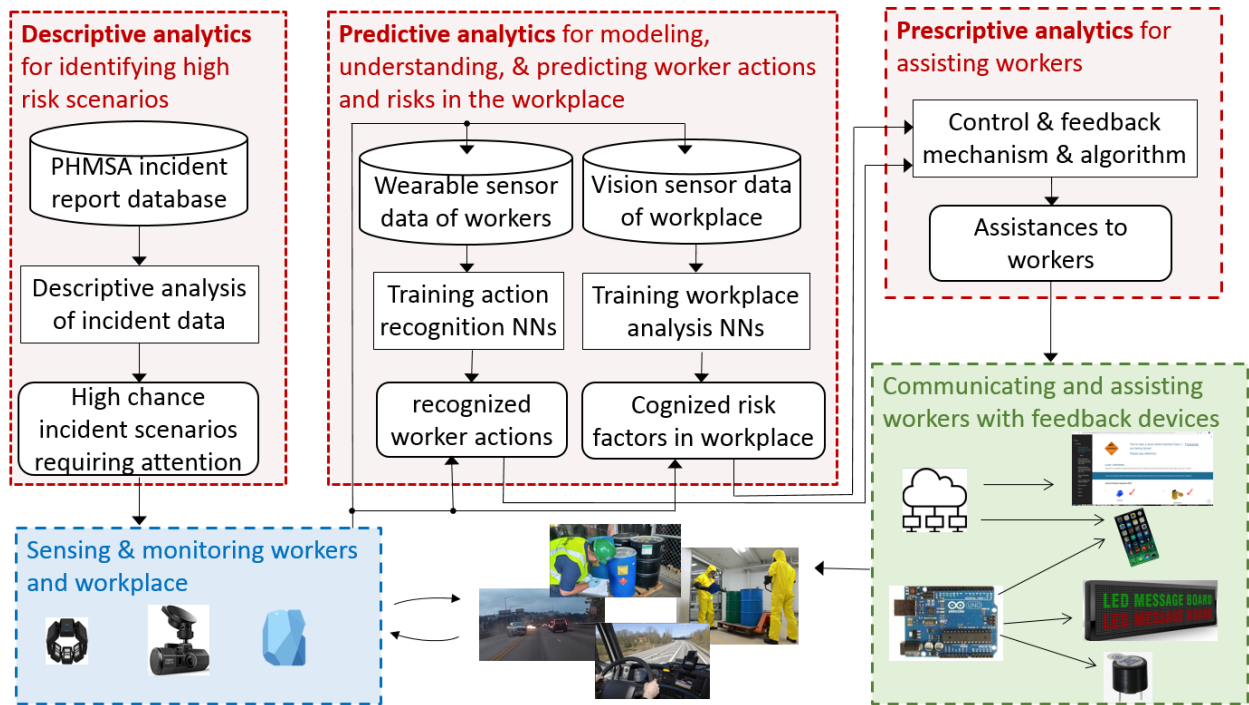 Descriptive analytics
for identifying high
risk scenarios
PHMSA incident
report database
Descriptive analysis
of incident data
High chance
incident scenarios
requiring attention
Predictive analytics for modeling,
understanding, & predicting worker actions
and risks in the workplace
Wearable sensor
data of workers
Vision sensor data
of workplace
Training action
recognition NNs
Training workplace
analysis NNs
recognized
worker actions
Cognized risk
factors in workplace
Prescriptive analytics for
assisting workers
Control & feedback
mechanism & algorithm
Assistances to
workers
Sensing & monitoring workers
and workplace
Communicating and assisting
workers with feedback devices
ARDUINO
UNO
LED MESSAGE BOARD
LED MESSAGE BOARD